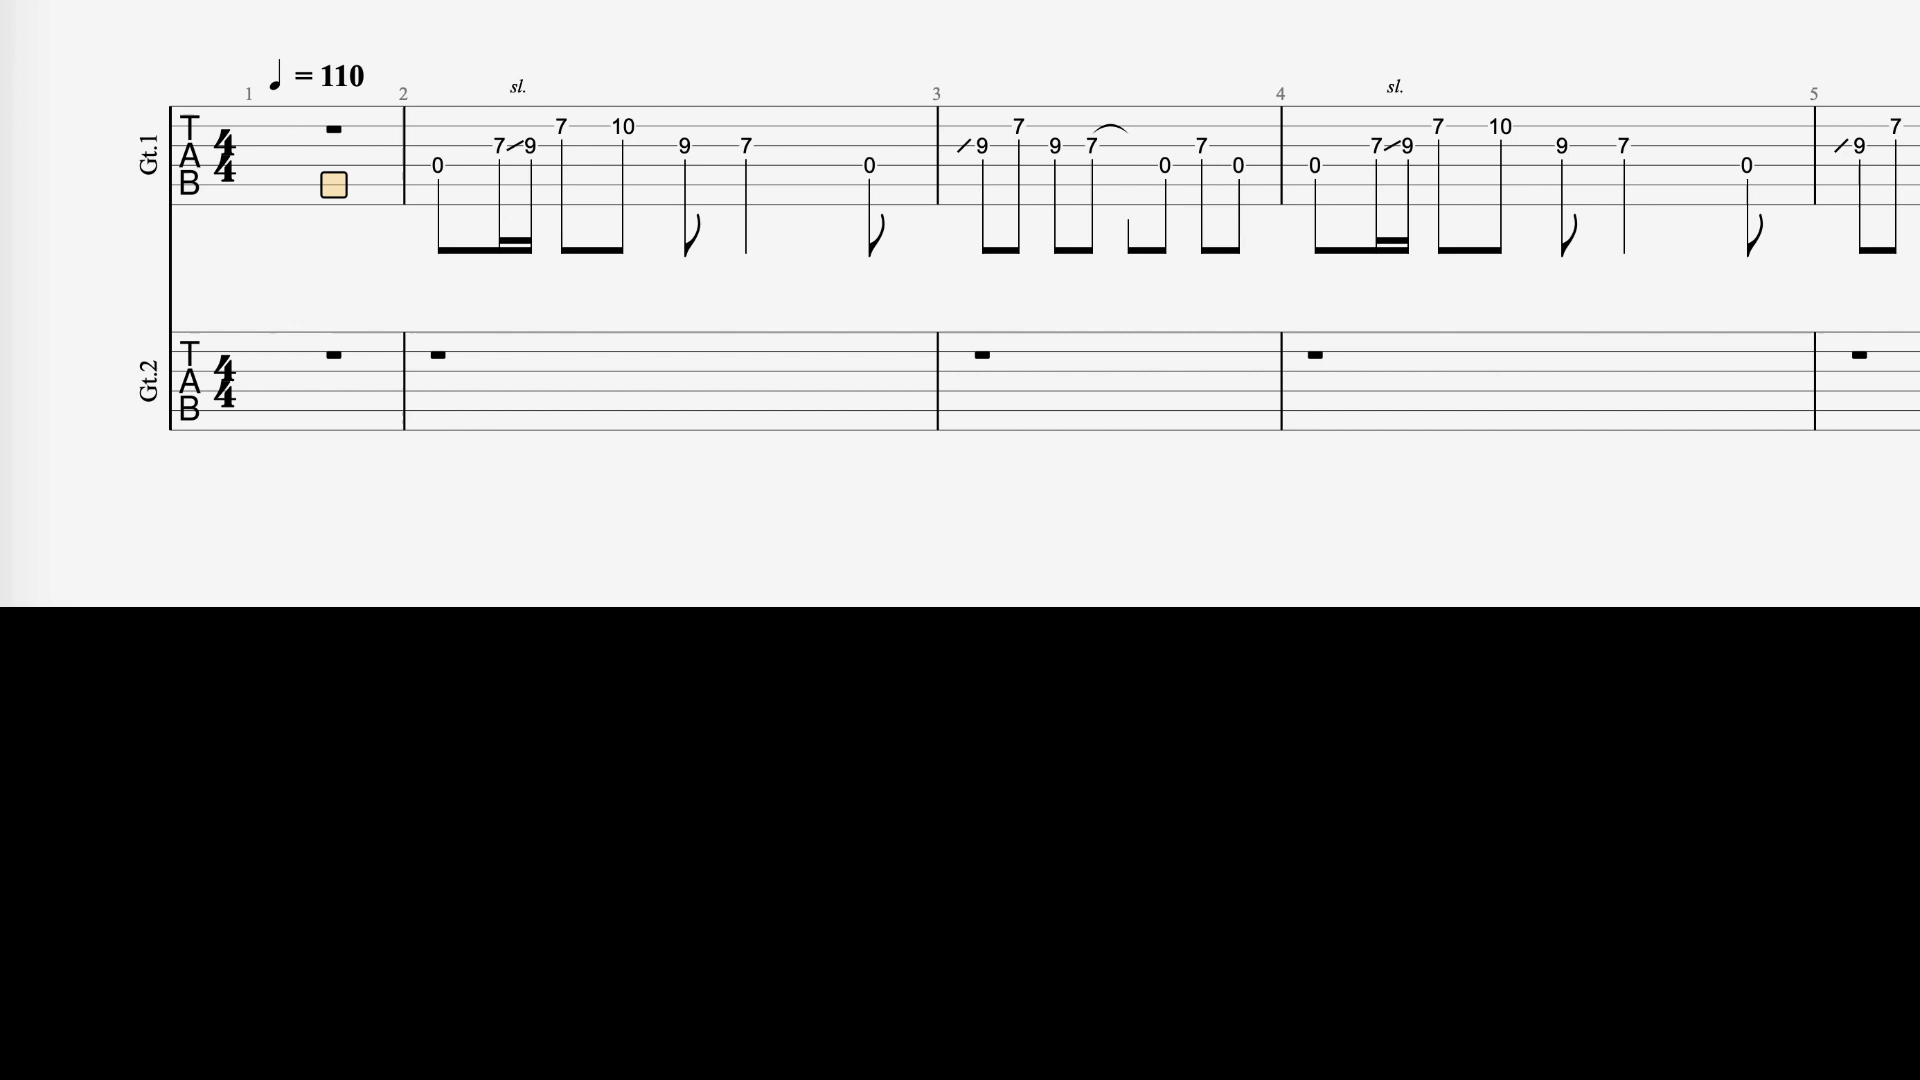 ♩ = 110
1 2 sl. 3 4 sl. 5
Gt.1
TAB
4/4
7 10 7 7 10 7
7 9 9 7 9 9 7 7 7 9 9 7 9
0 0 0 0 0 0
Gt.2
TAB
4/4